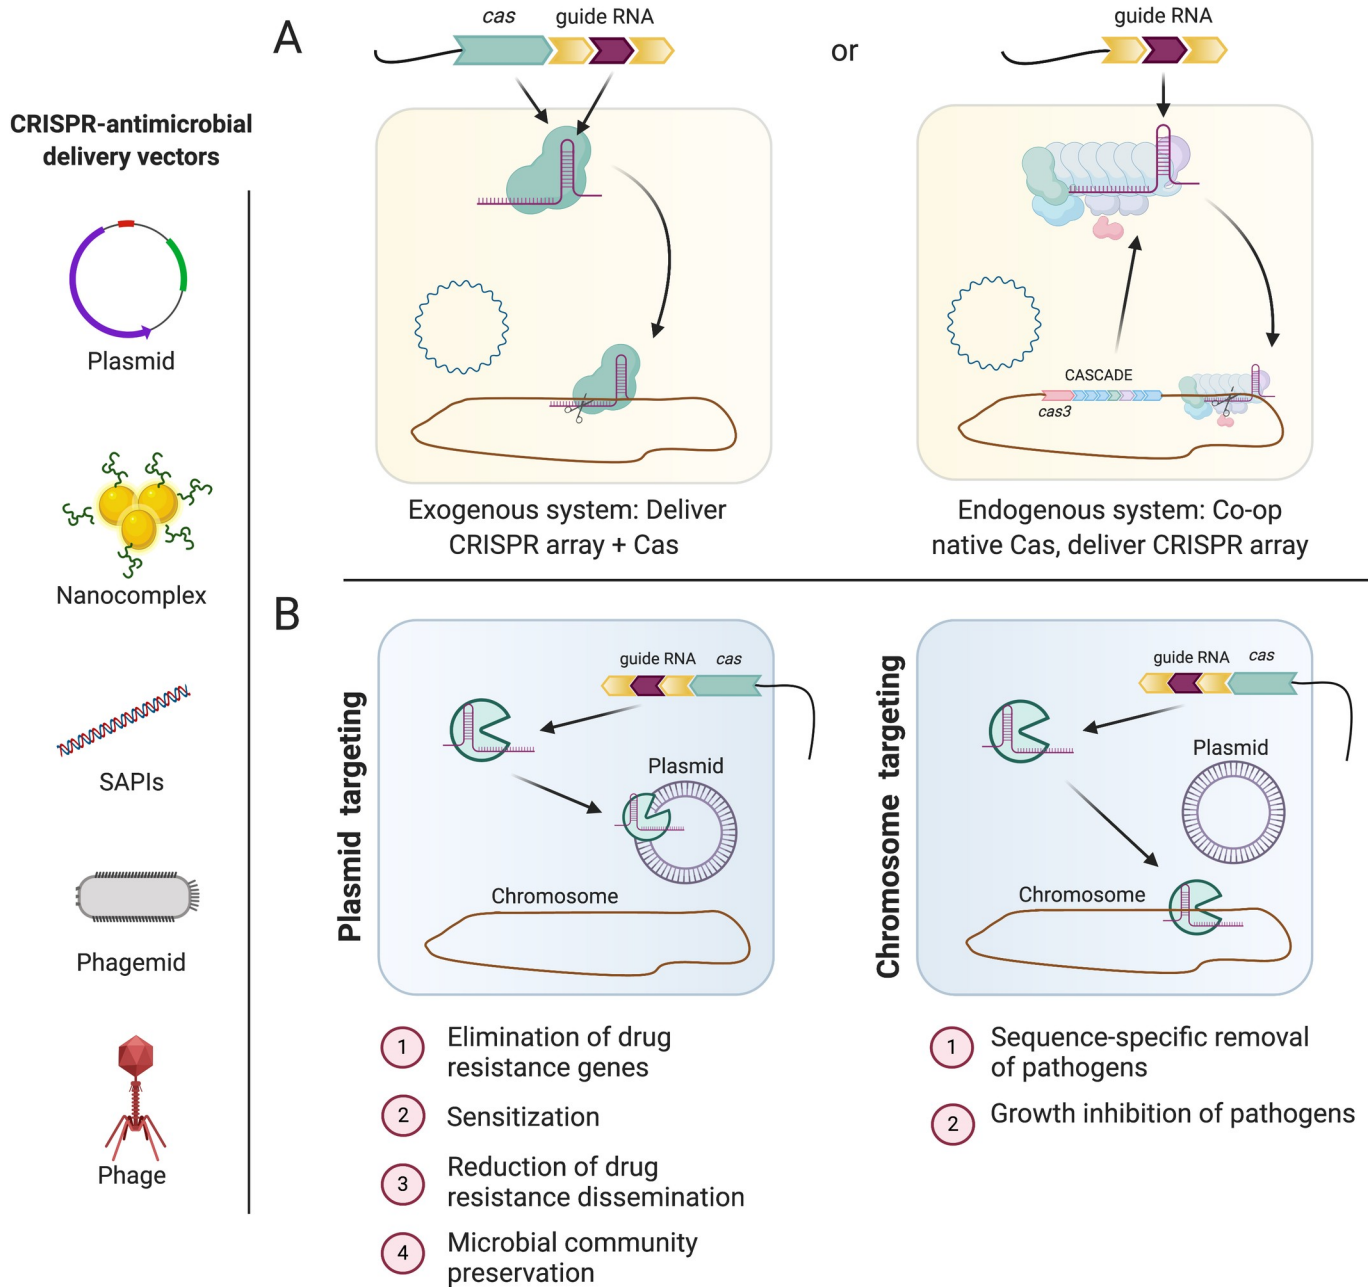 CRISPR-antimicrobial
delivery vectors
Plasmid
Nanocomplex
SAPIs
Phagemid
Phage
A
cas guide RNA
or
guide RNA
CASCADE
cas3
Exogenous system: Deliver
CRISPR array + Cas
Endogenous system: Co-op
native Cas, deliver CRISPR array
B
Plasmid targeting
guide RNA cas
Plasmid
Chromosome
Chromosome targeting
guide RNA cas
Plasmid
Chromosome
1 Elimination of drug
resistance genes
2 Sensitization
3 Reduction of drug
resistance dissemination
4 Microbial community
preservation
1 Sequence-specific removal
of pathogens
2 Growth inhibition of pathogens